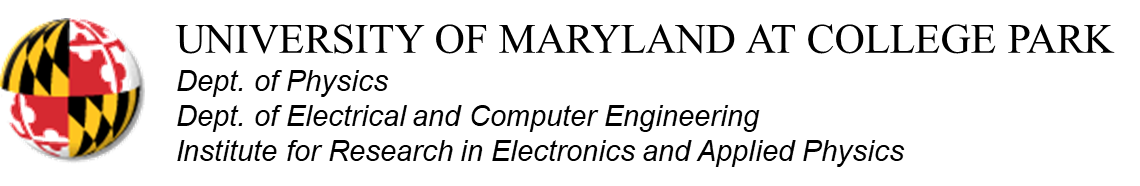 UNIVERSITY OF MARYLAND AT COLLEGE PARK
Dept. of Physics
Dept. of Electrical and Computer Engineering
Institute for Research in Electronics and Applied Physics